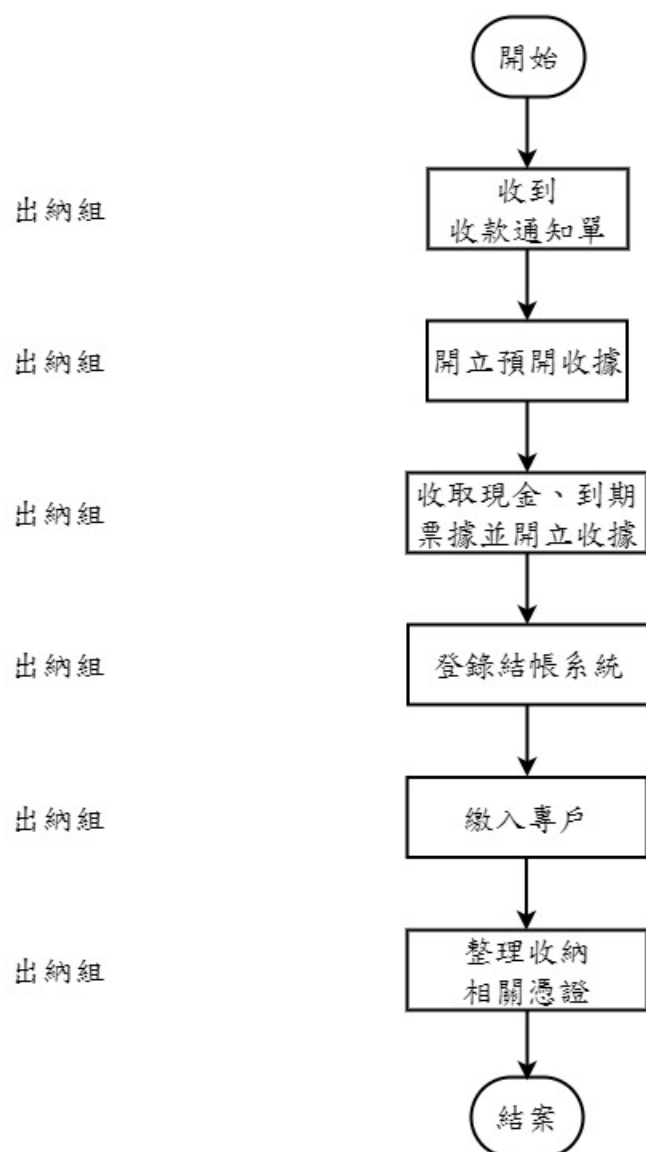 開始
出納組
收到
收款通知單
出納組
開立預開收據
出納組
收取現金、到期
票據並開立收據
出納組
登錄結帳系統
出納組
繳入專戶
出納組
整理收納
相關憑證
結案